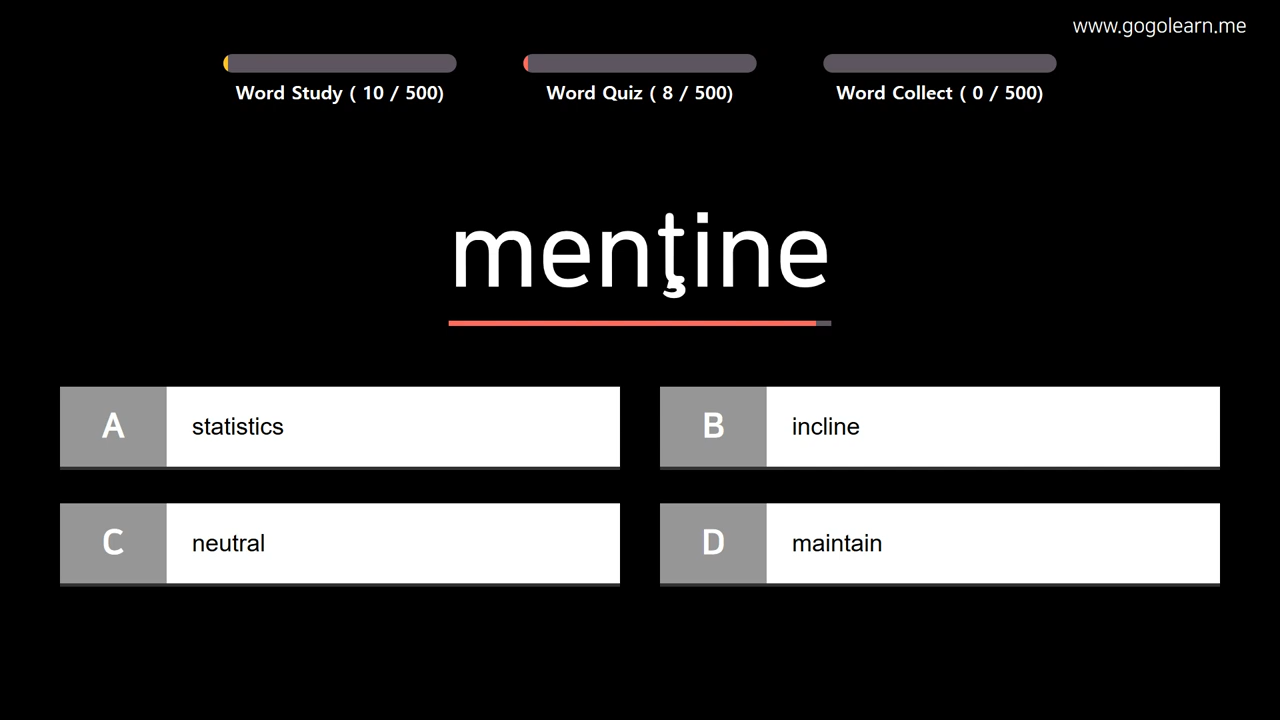 www.gogolearn.me
Word Study ( 10 / 500)
Word Quiz ( 8 / 500)
Word Collect ( 0 / 500)
menţine
A statistics
B incline
C neutral
D maintain